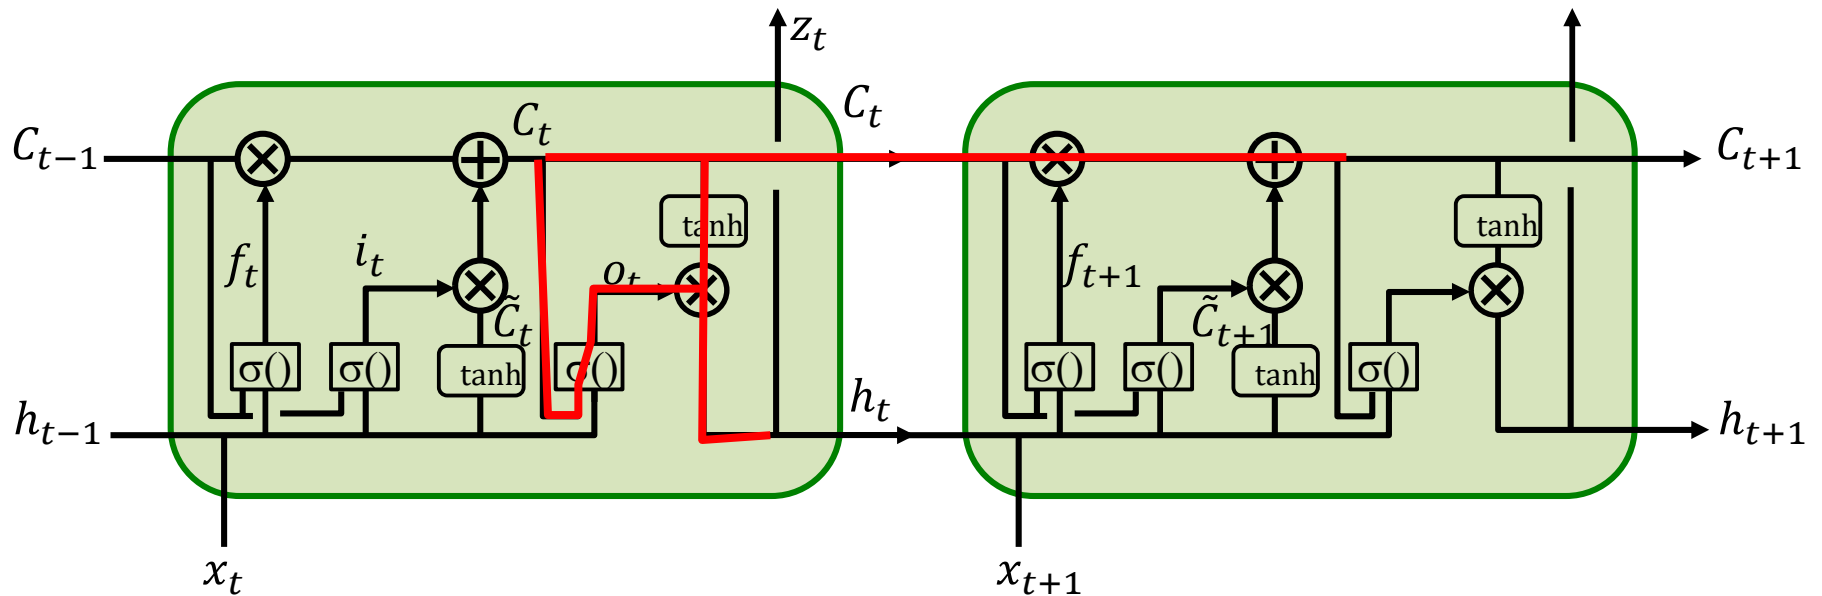 z_t
C_t
C_t
C_{t−1}
C_{t+1}
tanh
tanh
f_t
i_t
o_t
f_{t+1}
C̃_t
C̃_{t+1}
σ()
σ()
tanh
σ()
σ()
σ()
tanh
σ()
h_{t−1}
h_t
h_{t+1}
x_t
x_{t+1}